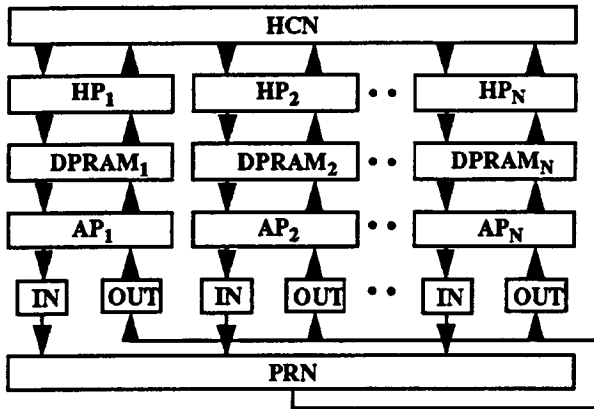 HCN
HP1 HP2 •• HPN
DPRAM1 DPRAM2 •• DPRAMN
AP1 AP2 •• APN
IN OUT IN OUT •• IN OUT
PRN